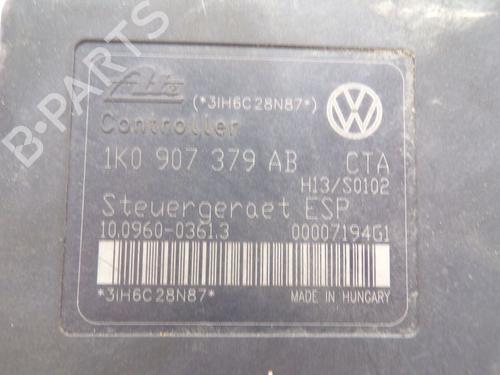 Ate (*3IH6C28N87*)
Controller
1K0 907 379 AB CTA
H13/S0102
Steuergeraet ESP
10.0960-0361.3 00007194G1
*3IH6C28N87* MADE IN HUNGARY
B-PARTS